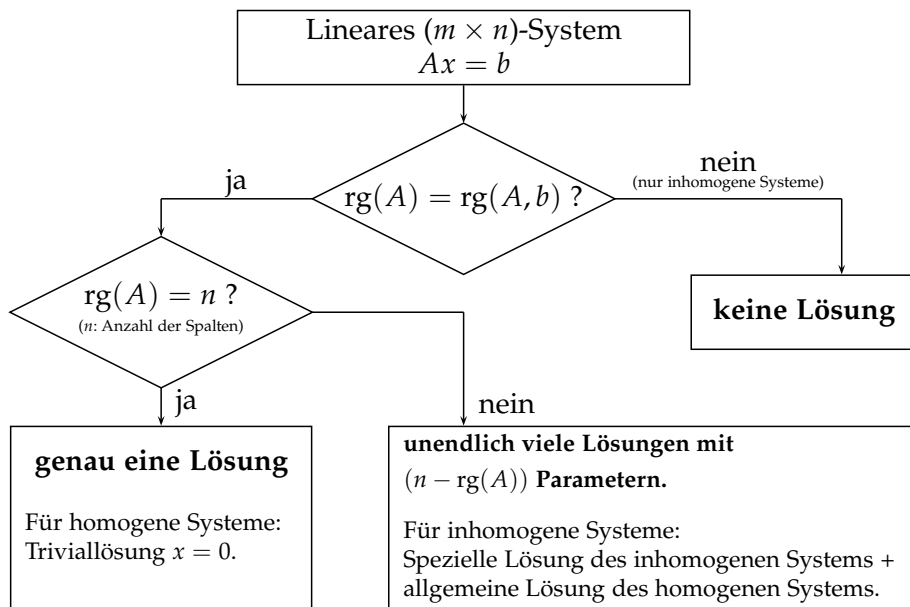 Lineares (m × n)-System
Ax = b
ja
rg(A) = rg(A, b) ?
nein
(nur inhomogene Systeme)
rg(A) = n ?
(n: Anzahl der Spalten)
keine Lösung
ja
nein
genau eine Lösung
Für homogene Systeme:
Triviallösung x = 0.
unendlich viele Lösungen mit
(n − rg(A)) Parametern.
Für inhomogene Systeme:
Spezielle Lösung des inhomogenen Systems +
allgemeine Lösung des homogenen Systems.